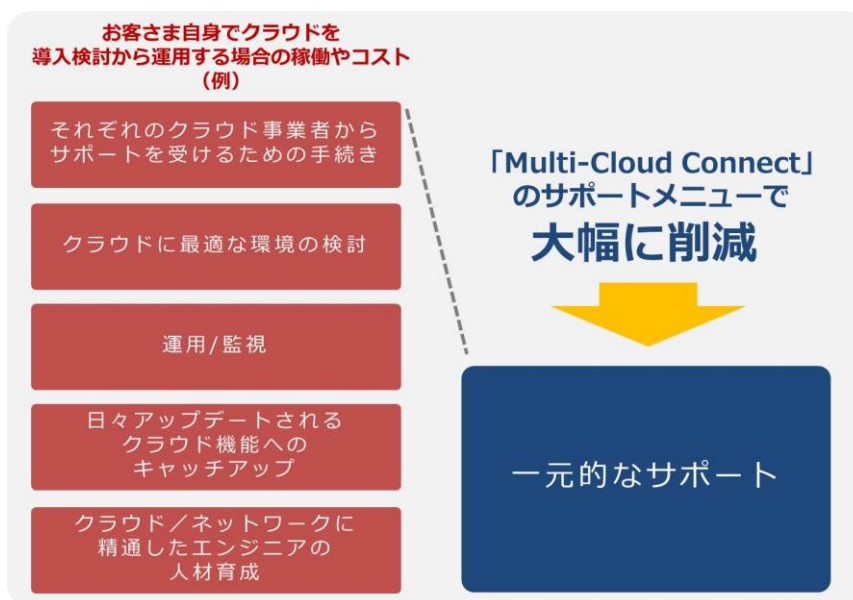 お客さま自身でクラウドを
導入検討から運用する場合の稼働やコスト
（例）
それぞれのクラウド事業者から
サポートを受けるための手続き
クラウドに最適な環境の検討
運用/監視
日々アップデートされる
クラウド機能への
キャッチアップ
クラウド／ネットワークに
精通したエンジニアの
人材育成
「Multi-Cloud Connect」
のサポートメニューで
大幅に削減
一元的なサポート